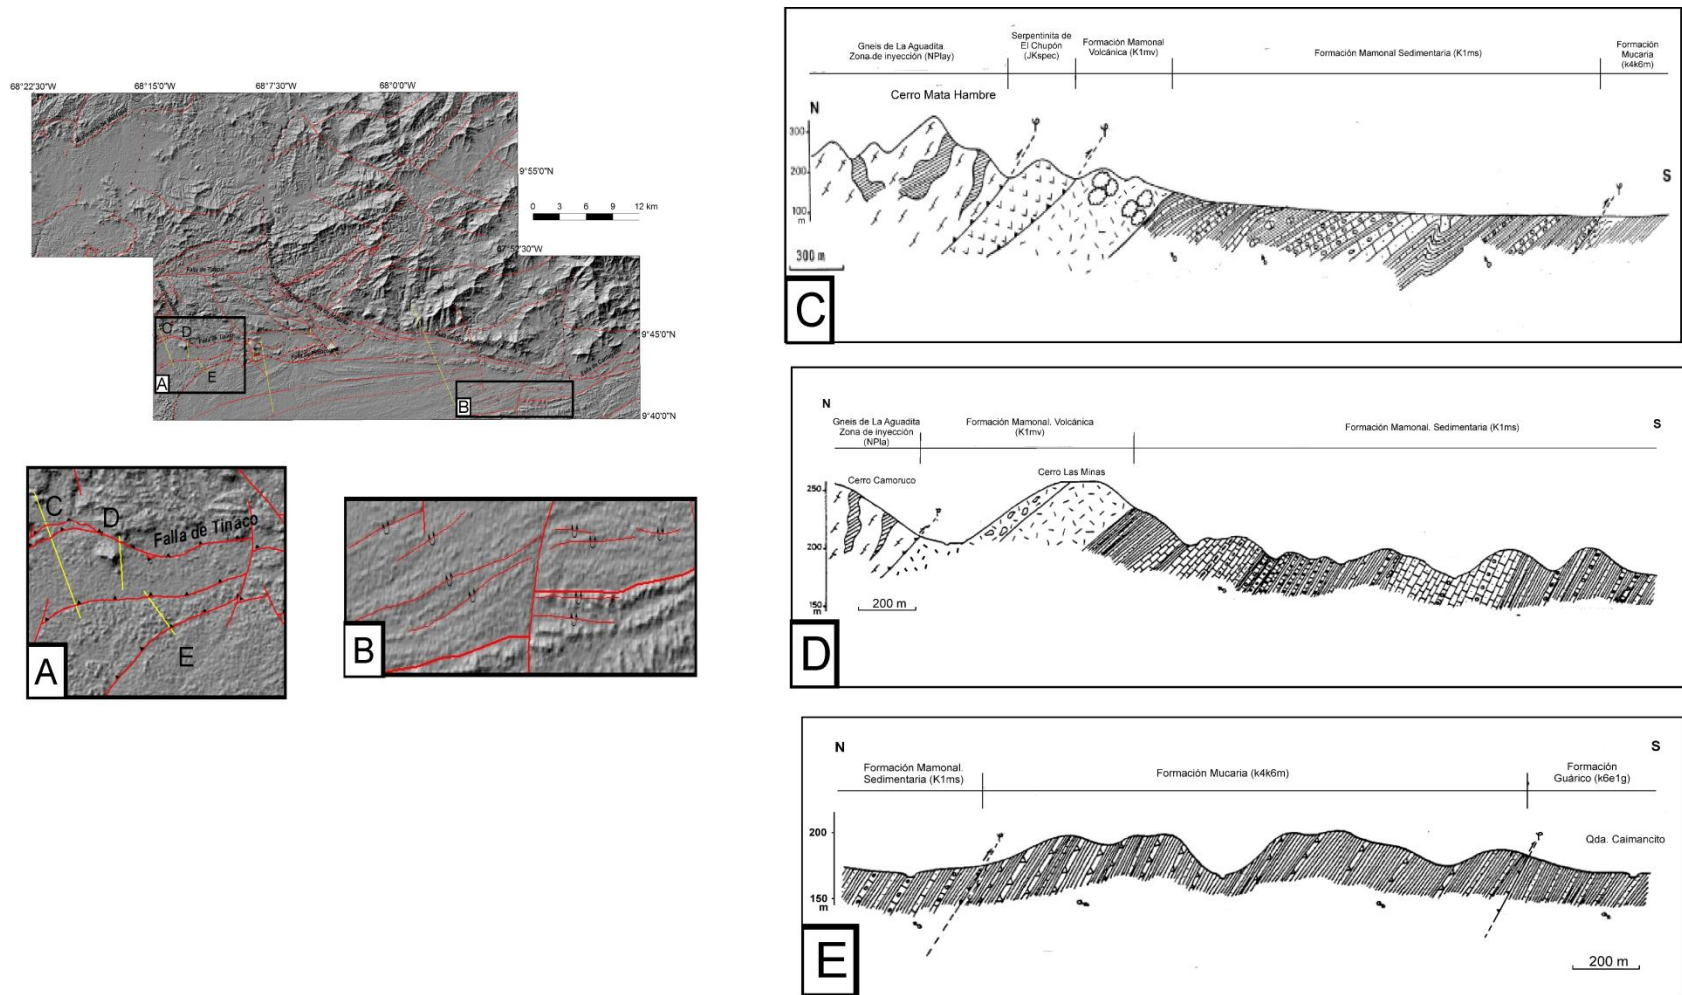 68°22'30"W
68°15'0"W
68°7'30"W
68°0'0"W
9°55'0"N
0 3 6 9 12 km
67°52'30"W
Falla de Tinaco
9°45'0"N
C
D
E
A
B
9°40'0"N
C
D
Falla de Tinaco
E
A
B
Gneis de La Aguadita
Zona de inyección (NPlay)
Serpentinita de
El Chupón
(JKspec)
Formación Mamonal
Volcánica (K1mv)
Formación Mamonal Sedimentaria (K1ms)
Formación
Mucaria
(k4k6m)
Cerro Mata Hambre
N
S
300
200
100
m
300 m
C
N
S
Gneis de La Aguadita
Zona de inyección
(NPla)
Formación Mamonal. Volcánica
(K1mv)
Formación Mamonal. Sedimentaria (K1ms)
Cerro Camoruco
Cerro Las Minas
250
200
150
m
200 m
D
N
S
Formación Mamonal.
Sedimentaria (K1ms)
Formación Mucaria (k4k6m)
Formación
Guárico (k6e1g)
200
150
m
Qda. Caimancito
200 m
E